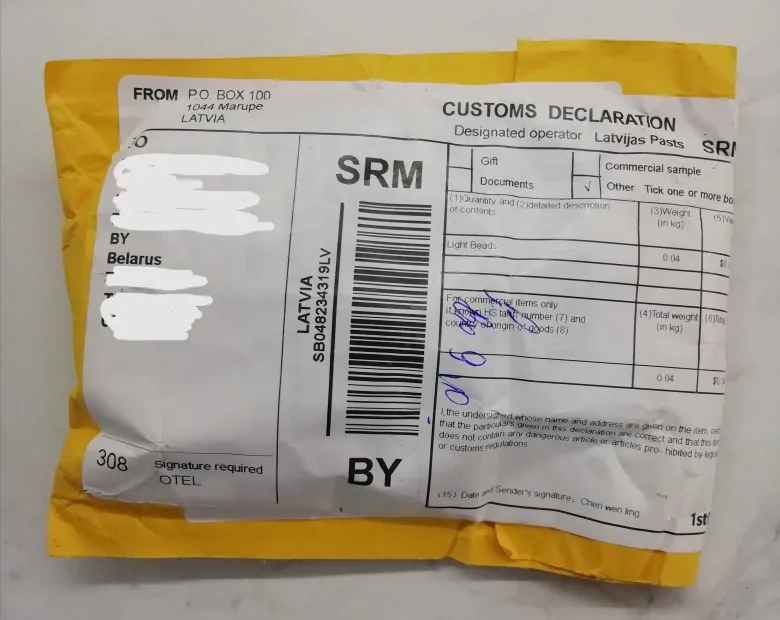 FROM P.O. BOX 100
1044 Marupe
LATVIA
TO
BY
Belarus
308 Signature required
OTEL
SRM
LATVIA
SB048234319LV
BY
CUSTOMS DECLARATION
Designated operator Latvijas Pasts SRM
Gift
Documents
Commercial sample
√ Other Tick one or more
(1)Quantity and (2)detailed description
of contents
(3)Weight
(in kg)
Light Beads
0.04
For commercial items only
if known HS tariff number (7) and
country of origin of goods (8)
(4)Total weight
(in kg)
0.04
I,the undersigned whose name and address are given on the item,
that the particulars given in this declaration are correct and that this
does not contain any dangerous article or articles pro- hibited by
or customs regulations
(15) Date and Sender's signature: Chen wen ling
1st